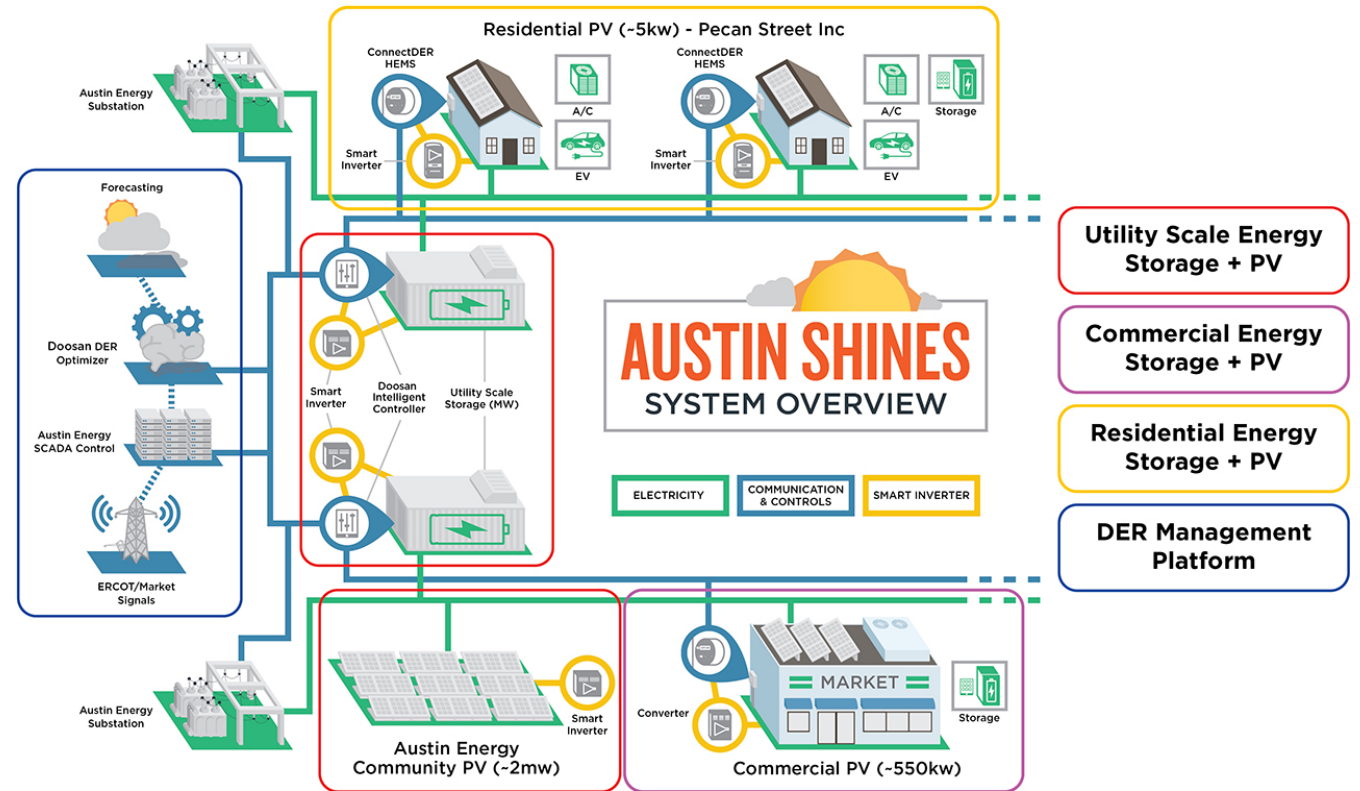 Residential PV (~5kw) - Pecan Street Inc
ConnectDER
HEMS
A/C
Smart
Inverter
EV
ConnectDER
HEMS
A/C
Storage
Smart
Inverter
EV
Austin Energy
Substation
Forecasting
Doosan DER
Optimizer
Austin Energy
SCADA Control
ERCOT/Market
Signals
Smart
Inverter
Doosan
Intelligent
Controller
Utility Scale
Storage (MW)
AUSTIN SHINES
SYSTEM OVERVIEW
ELECTRICITY
COMMUNICATION
& CONTROLS
SMART INVERTER
Utility Scale Energy
Storage + PV
Commercial Energy
Storage + PV
Residential Energy
Storage + PV
DER Management
Platform
Austin Energy
Substation
Smart
Inverter
Austin Energy
Community PV (~2mw)
Converter
MARKET
Storage
Commercial PV (~550kw)